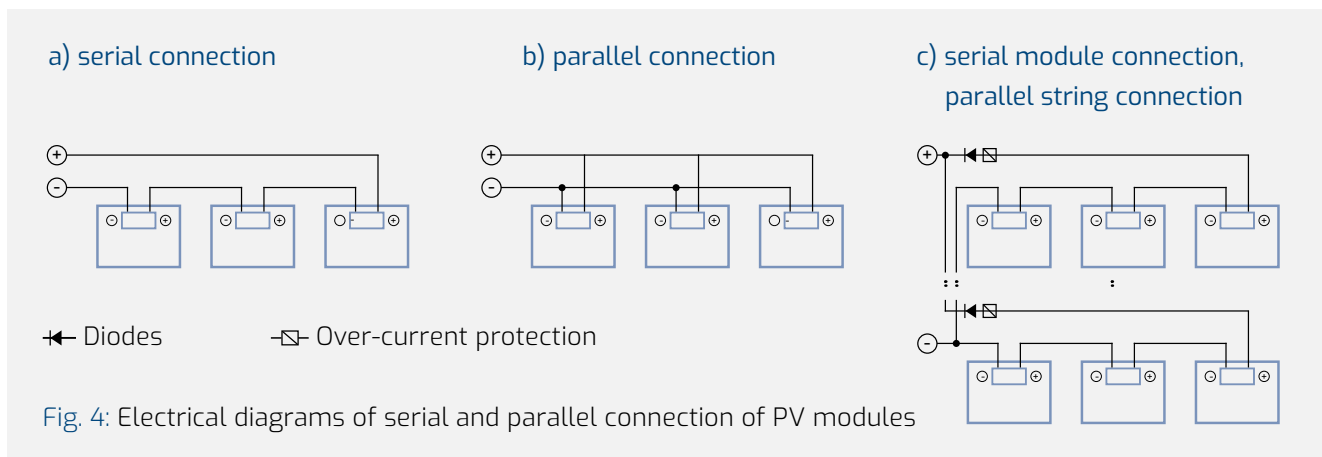 a) serial connection
b) parallel connection
c) serial module connection,
parallel string connection
+
-
- + - + - +
+
-
- + - + - +
+
- + - + - +
-
- + - + - +
Diodes
Over-current protection
Fig. 4: Electrical diagrams of serial and parallel connection of PV modules